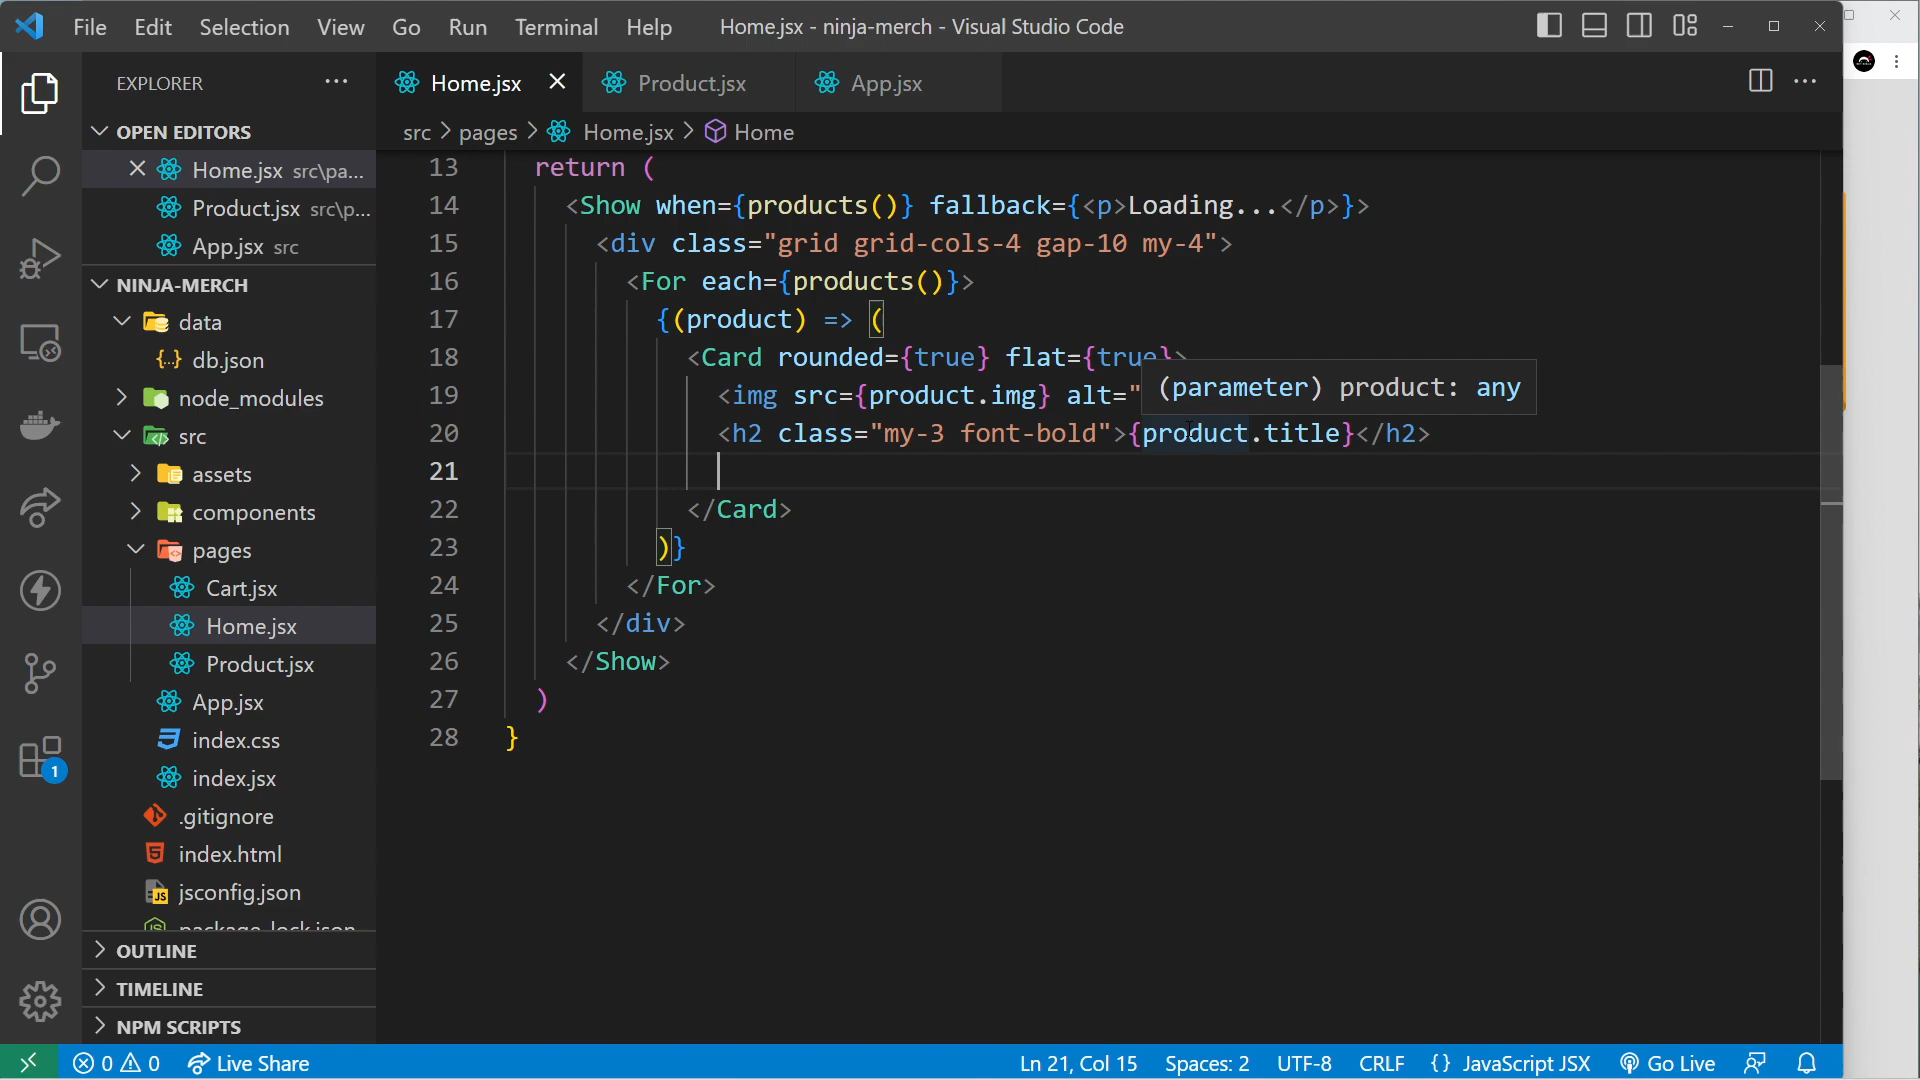 File Edit Selection View Go Run Terminal Help Home.jsx - ninja-merch - Visual Studio Code
EXPLORER
Home.jsx Product.jsx App.jsx
OPEN EDITORS
Home.jsx src\pa...
Product.jsx src\p...
App.jsx src
NINJA-MERCH
data
{..} db.json
node_modules
src
assets
components
pages
Cart.jsx
Home.jsx
Product.jsx
App.jsx
index.css
index.jsx
.gitignore
index.html
jsconfig.json
package-lock.json
OUTLINE
TIMELINE
NPM SCRIPTS
1
src > pages > Home.jsx > Home
13 return (
14 <Show when={products()} fallback={<p>Loading...</p>}>
15 <div class="grid grid-cols-4 gap-10 my-4">
16 <For each={products()}>
17 {(product) => (
18 <Card rounded={true} flat={true}>
19 <img src={product.img} alt="
(parameter) product: any
20 <h2 class="my-3 font-bold">{product.title}</h2>
21
22 </Card>
23 )}
24 </For>
25 </div>
26 </Show>
27 )
28 }
0 0 Live Share Ln 21, Col 15 Spaces: 2 UTF-8 CRLF {} JavaScript JSX Go Live